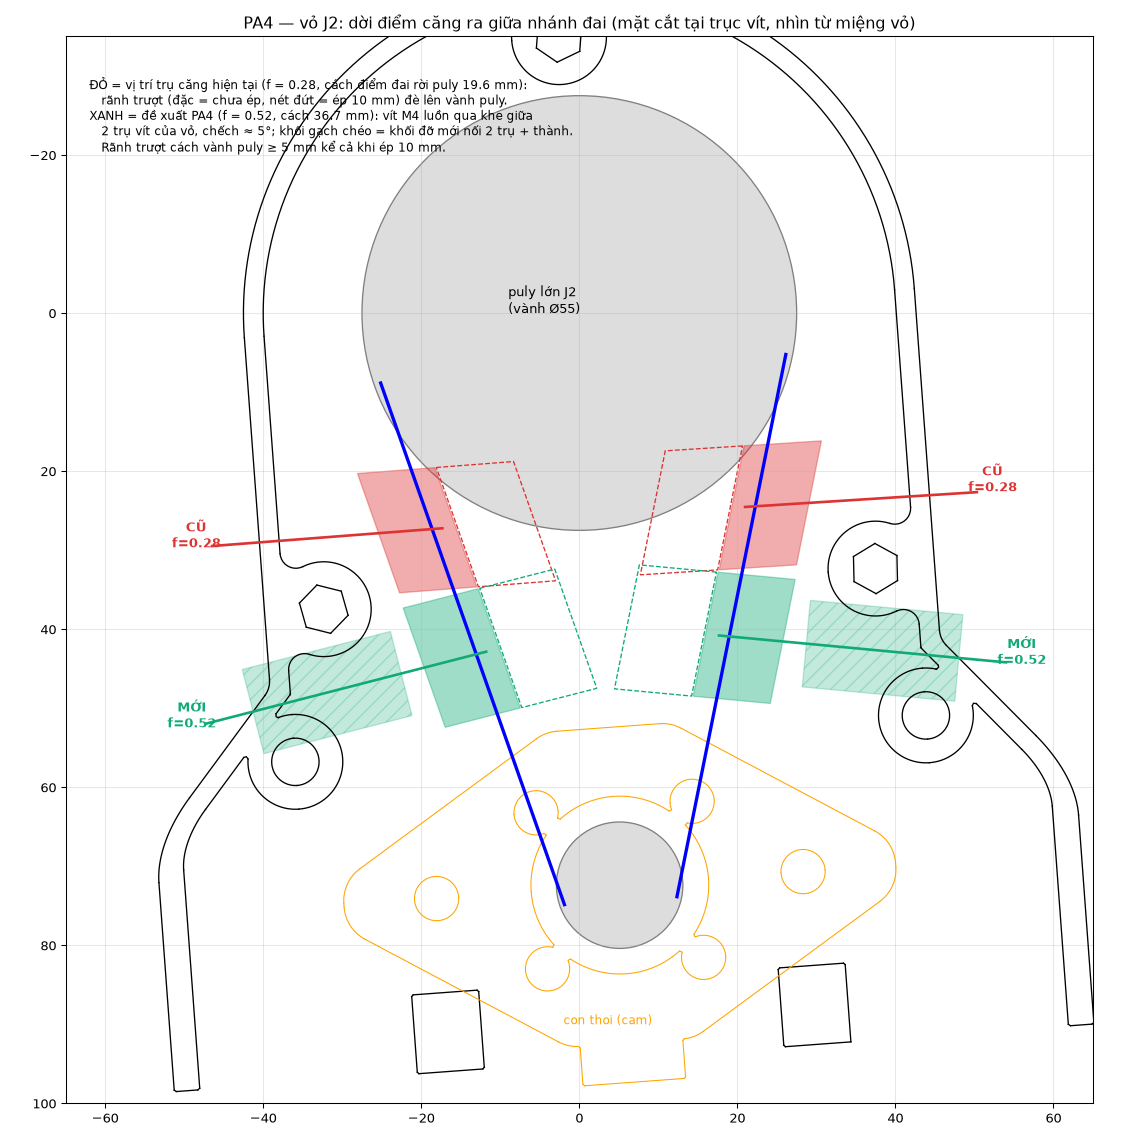 PA4 — vỏ J2: dời điểm căng ra giữa nhánh đai (mặt cắt tại trục vít, nhìn từ miệng vỏ)
ĐỎ = vị trí trụ căng hiện tại (f = 0.28, cách điểm đai rời puly 19.6 mm):
rãnh trượt (đặc = chưa ép, nét đứt = ép 10 mm) đè lên vành puly.
XANH = đề xuất PA4 (f = 0.52, cách 36.7 mm): vít M4 luồn qua khe giữa
2 trụ vít của vỏ, chếch ≈ 5°; khối gạch chéo = khối đỡ mới nối 2 trụ + thành.
Rãnh trượt cách vành puly ≥ 5 mm kể cả khi ép 10 mm.
−20
puly lớn J2
(vành Ø55)
0
20
CŨ
f=0.28
CŨ
f=0.28
40
MỚI
f=0.52
MỚI
f=0.52
60
80
con thoi (cam)
100
−60
−40
−20
0
20
40
60